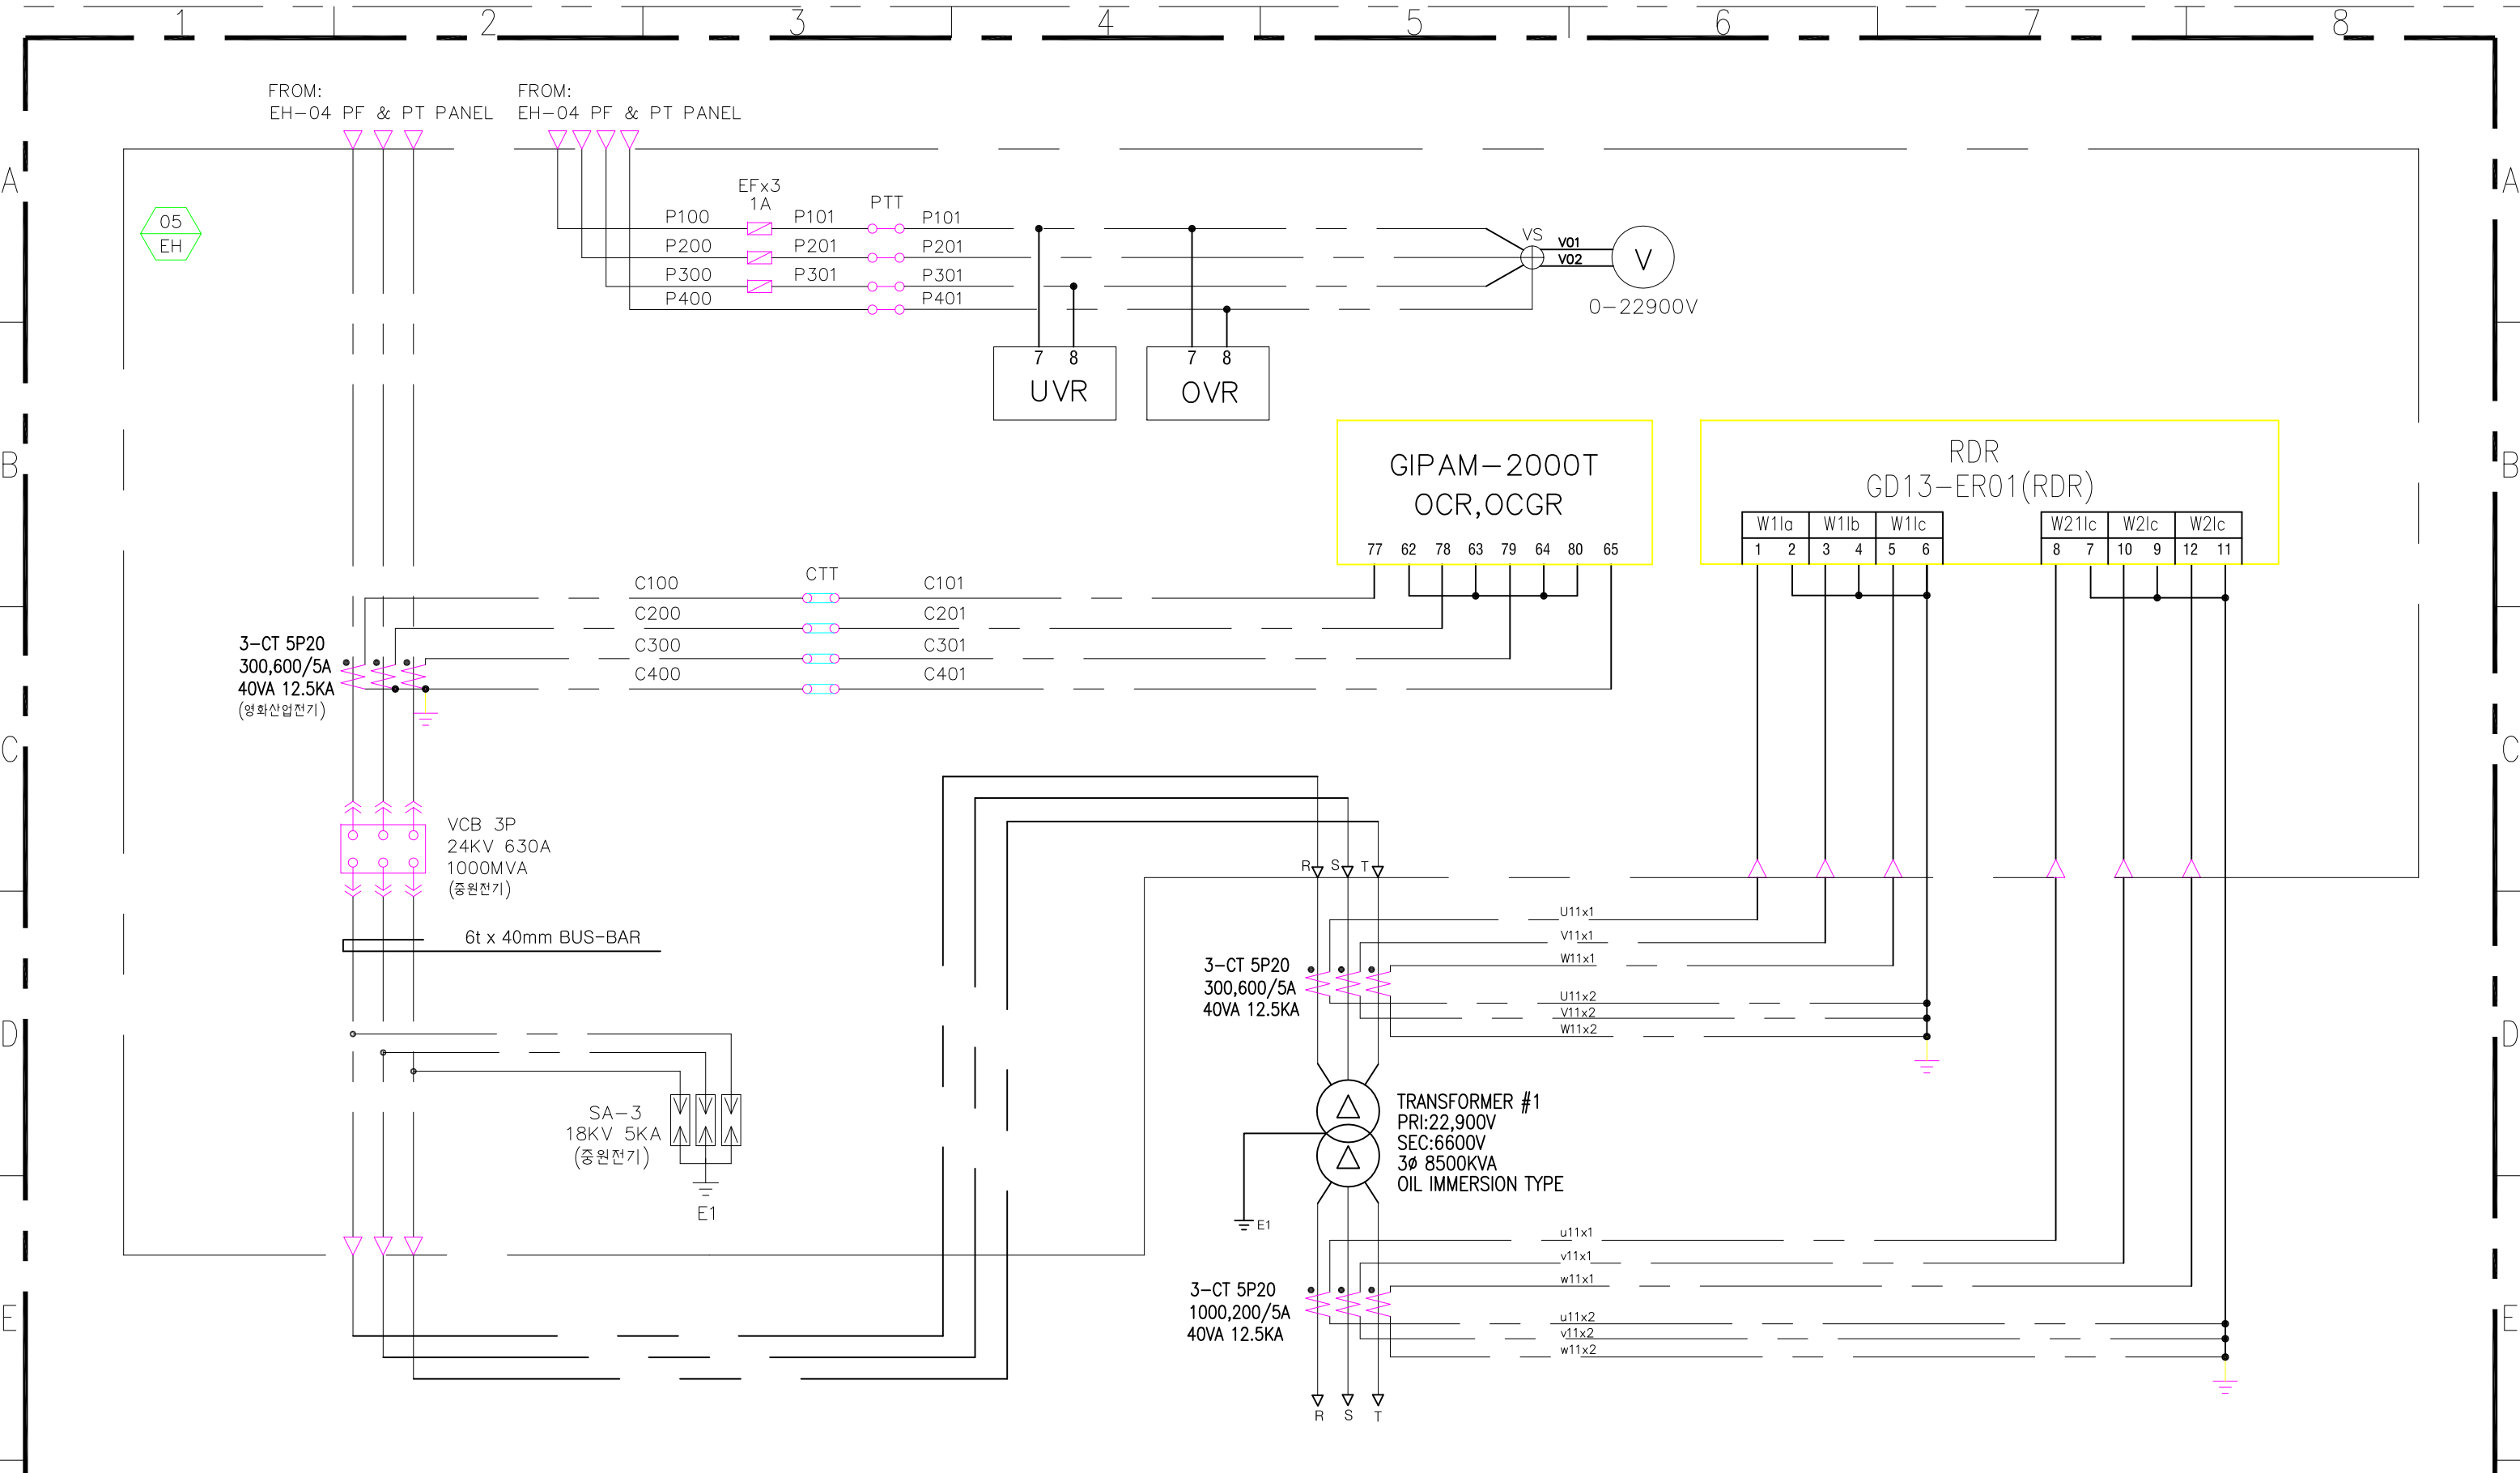 1 2 3 4 5 6 7 8
FROM:
EH-04 PF & PT PANEL
FROM:
EH-04 PF & PT PANEL
A
A
05
EH
EFx3
1A
PTT
P100 P101 P101
P200 P201 P201
P300 P301 P301
P400 P401
VS
V01
V02
V
0-22900V
7 8
UVR
7 8
OVR
B
B
GIPAM-2000T
OCR,OCGR
77 62 78 63 79 64 80 65
RDR
GD13-ER01(RDR)
W1Ia W1Ib W1Ic W21Ic W2Ic W2Ic
1 2 3 4 5 6 8 7 10 9 12 11
CTT
C100 C101
C200 C201
C300 C301
C400 C401
3-CT 5P20
300,600/5A
40VA 12.5KA
(영화산업전기)
C
C
VCB 3P
24KV 630A
1000MVA
(중원전기)
R S T
6t x 40mm BUS-BAR
U11x1
V11x1
W11x1
3-CT 5P20
300,600/5A
40VA 12.5KA
U11x2
V11x2
W11x2
D
D
SA-3
18KV 5KA
(중원전기)
E1
TRANSFORMER #1
PRI:22,900V
SEC:6600V
3ø 8500KVA
OIL IMMERSION TYPE
E1
u11x1
v11x1
w11x1
3-CT 5P20
1000,200/5A
40VA 12.5KA
u11x2
v11x2
w11x2
E
E
R S T